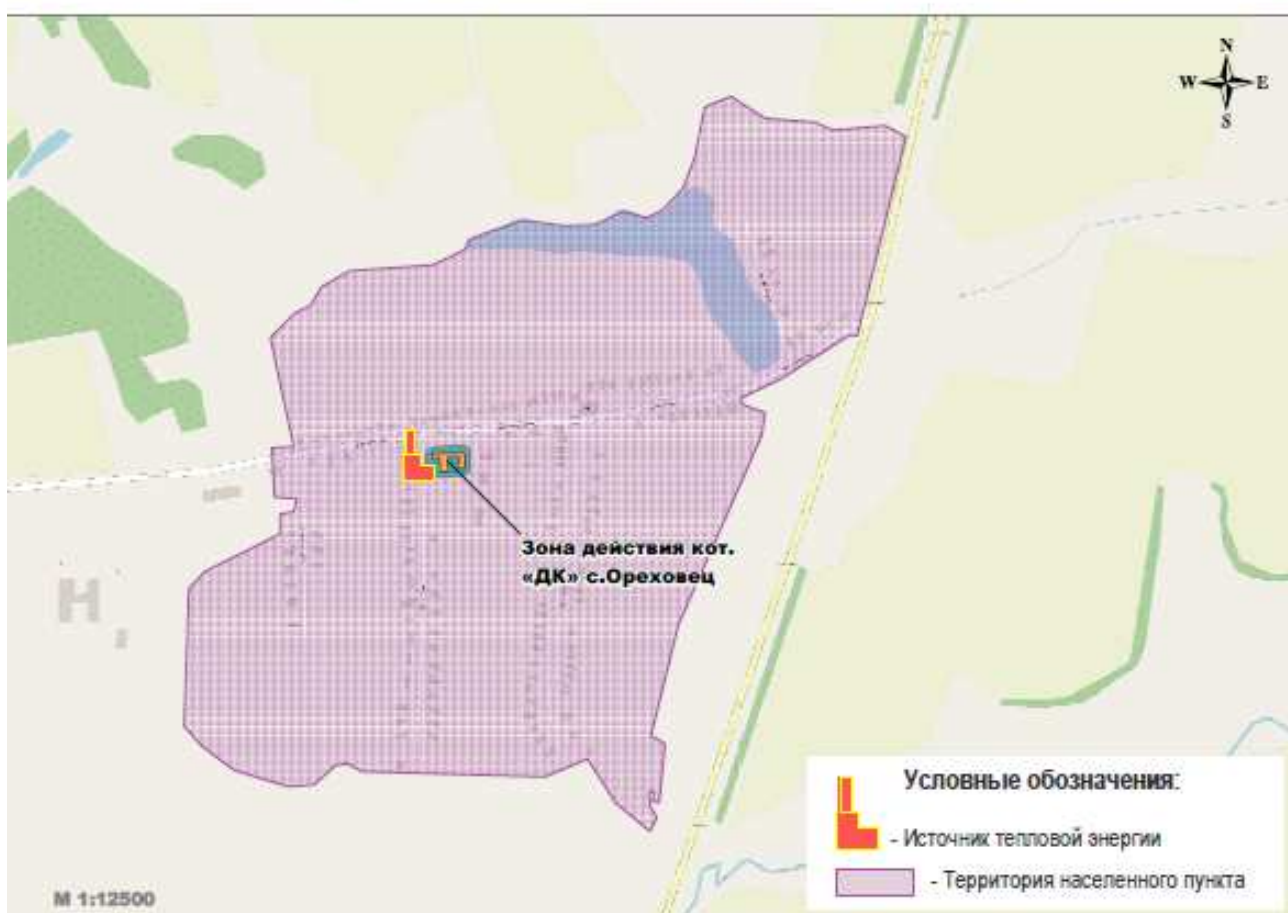 N
W E
S
Зона действия кот.
«ДК» с.Ореховец
Н
Условные обозначения:
- Источник тепловой энергии
- Территория населенного пункта
М 1:12500